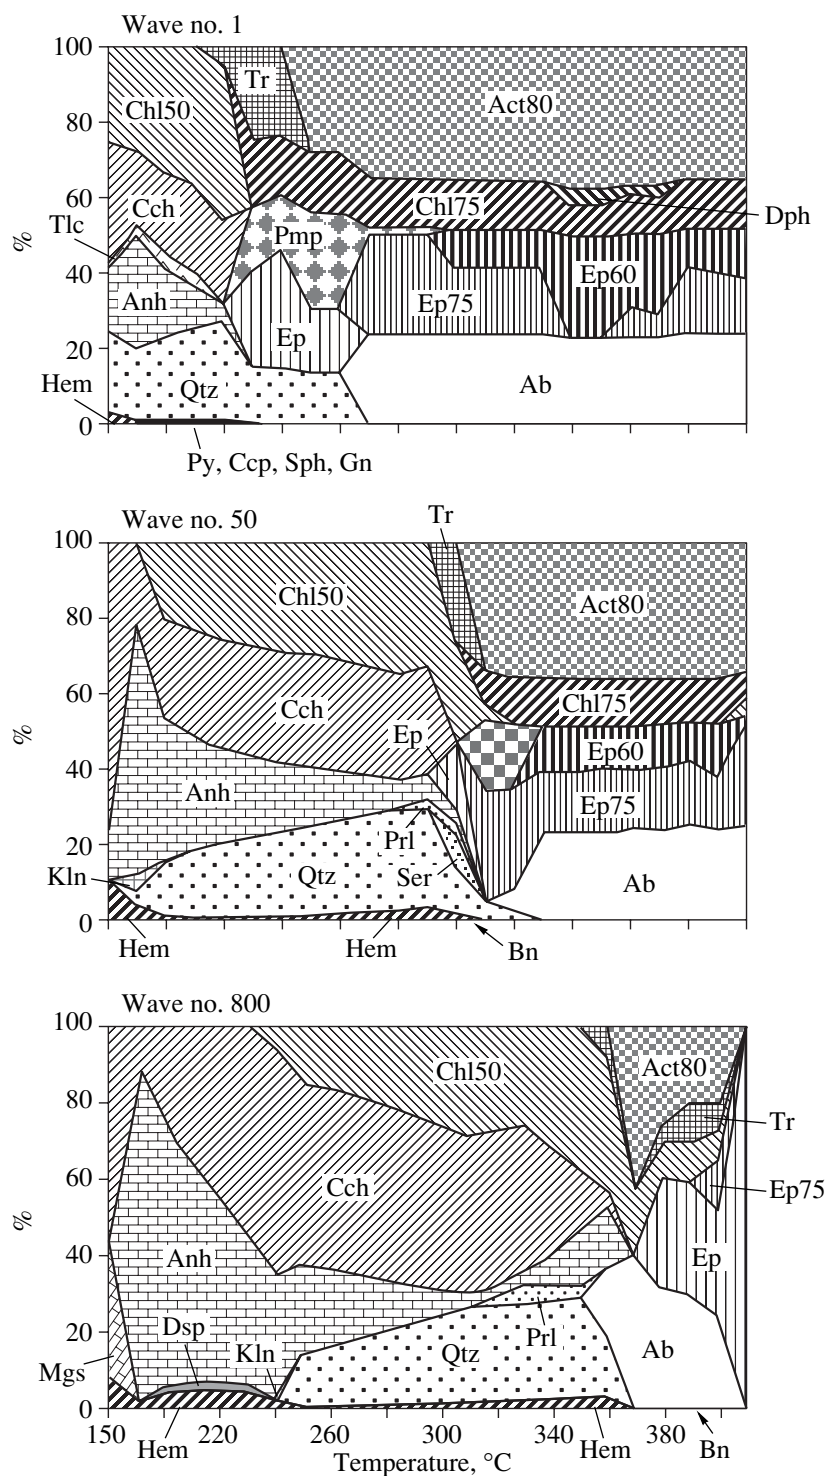 Wave no. 1
100
Tr
Chl50
Act80
80
60
Cch
Chl75
Tlc
Dph
%
Pmp
40
Ep60
Anh
Ep75
Ep
20
Qtz
Ab
Hem
0
Py, Ccp, Sph, Gn
Wave no. 50
Tr
100
Chl50
Act80
80
60
Cch
Chl75
%
Ep
Ep60
40
Anh
Ep75
20
Prl
Kln
Qtz
Ser
Ab
0
Hem
Hem
Bn
Wave no. 800
100
Chl50
Act80
80
Tr
60
Cch
Ep75
%
40
Anh
Ep
Dsp
20
Kln
Prl
Mgs
Qtz
Ab
0
150 220 260 300 340 380
Hem
Hem
Bn
Temperature, °C